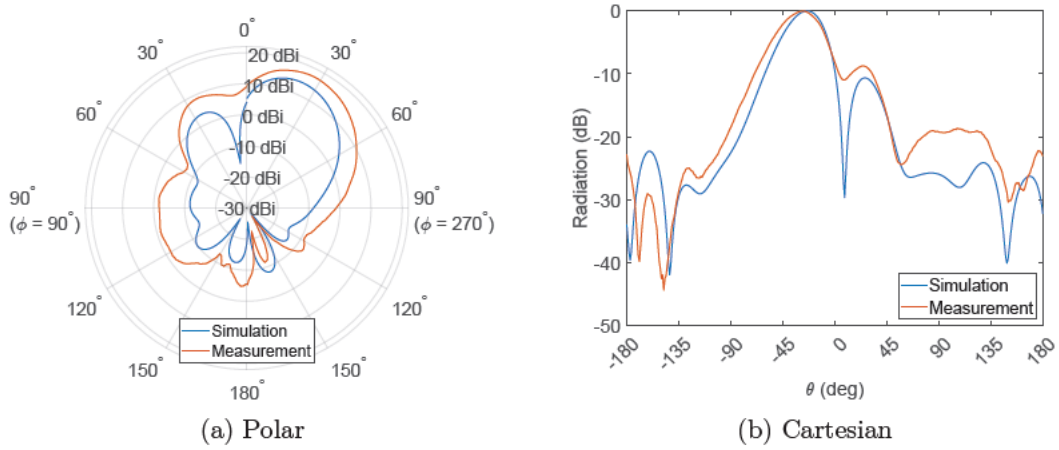 0°
30°
30°
60°
60°
90°
(ϕ = 90°)
90°
(ϕ = 270°)
120°
120°
150°
150°
180°
20 dBi
10 dBi
0 dBi
-10 dBi
-20 dBi
-30 dBi
Simulation
Measurement
(a) Polar
0
-10
-20
-30
-40
-50
Radiation (dB)
-180
-135
-90
-45
0
45
90
135
180
θ (deg)
Simulation
Measurement
(b) Cartesian